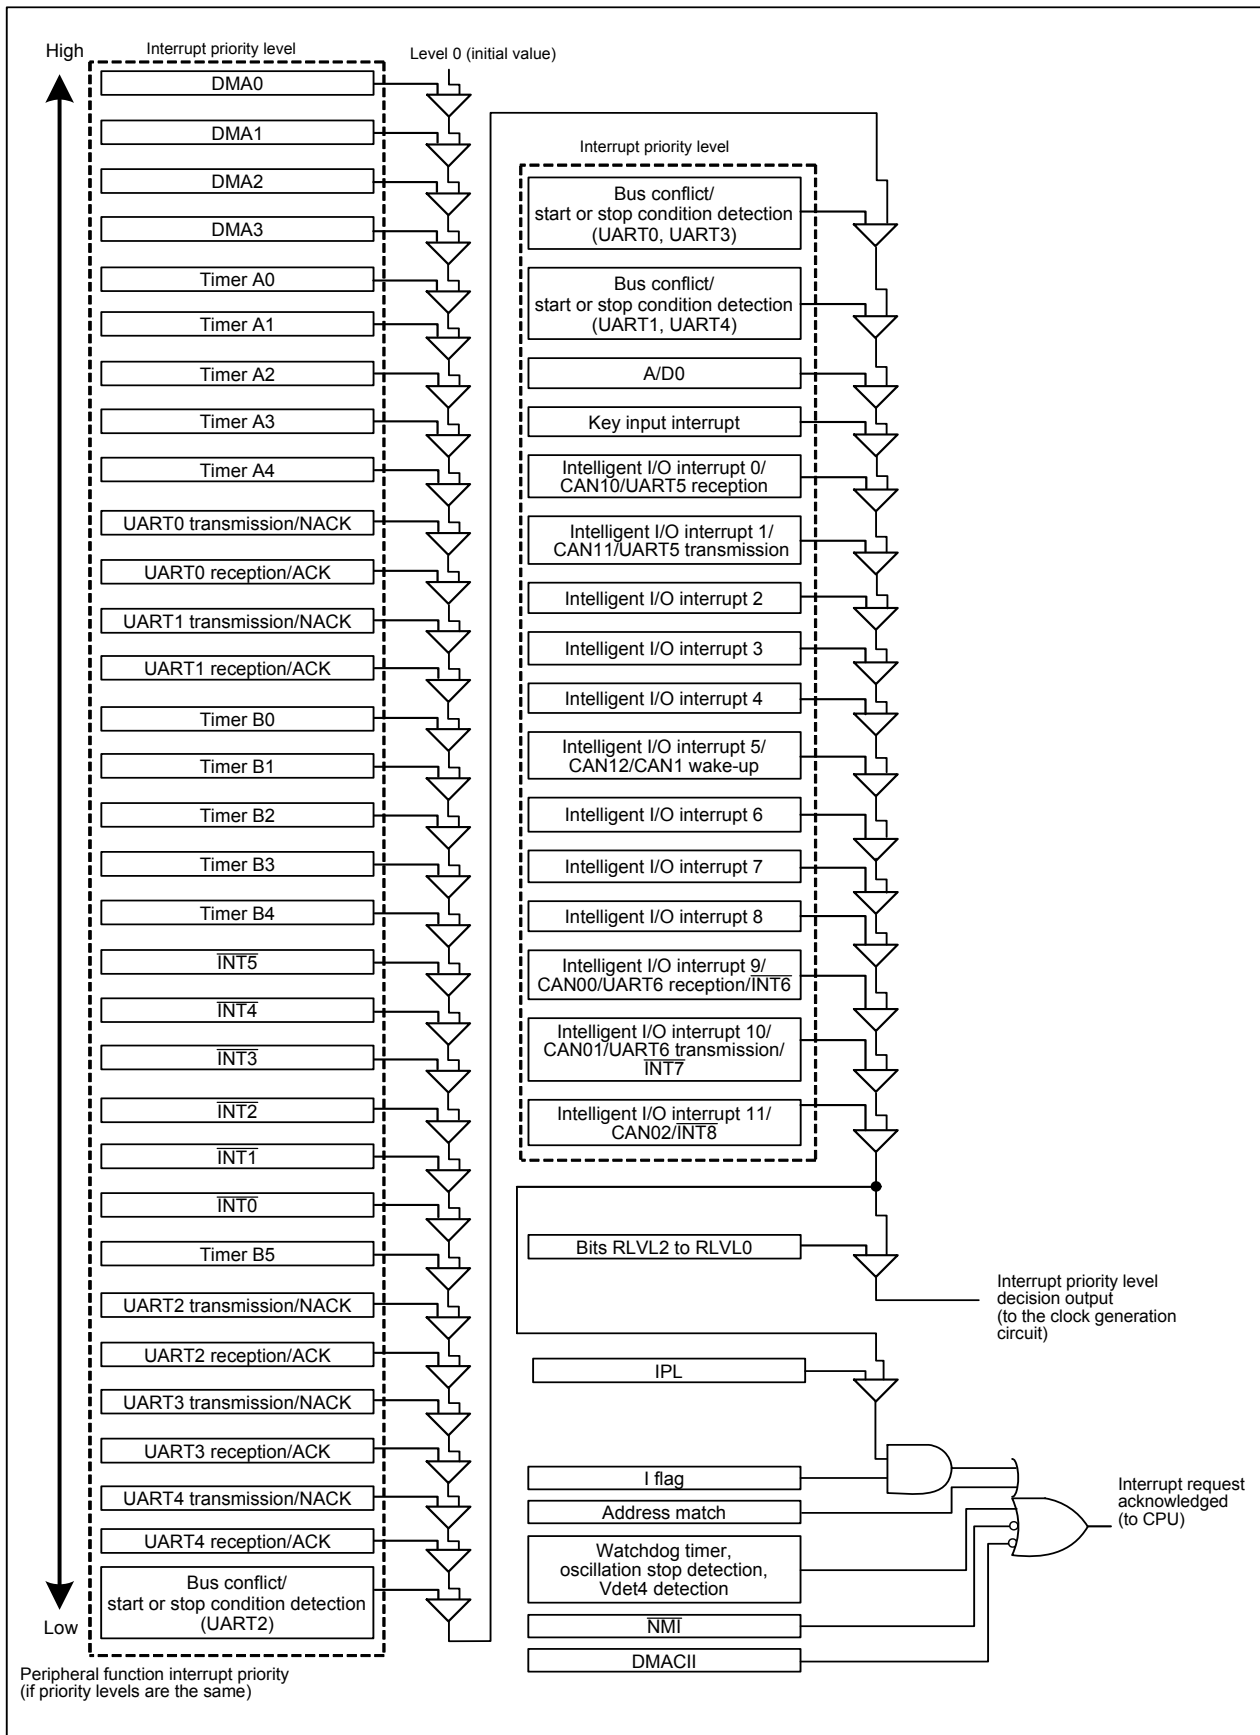 High
Interrupt priority level
Level 0 (initial value)
DMA0
DMA1
DMA2
DMA3
Timer A0
Timer A1
Timer A2
Timer A3
Timer A4
UART0 transmission/NACK
UART0 reception/ACK
UART1 transmission/NACK
UART1 reception/ACK
Timer B0
Timer B1
Timer B2
Timer B3
Timer B4
INT5
INT4
INT3
INT2
INT1
INT0
Timer B5
UART2 transmission/NACK
UART2 reception/ACK
UART3 transmission/NACK
UART3 reception/ACK
UART4 transmission/NACK
UART4 reception/ACK
Bus conflict/
start or stop condition detection
(UART2)
Low
Peripheral function interrupt priority
(if priority levels are the same)
Interrupt priority level
Bus conflict/
start or stop condition detection
(UART0, UART3)
Bus conflict/
start or stop condition detection
(UART1, UART4)
A/D0
Key input interrupt
Intelligent I/O interrupt 0/
CAN10/UART5 reception
Intelligent I/O interrupt 1/
CAN11/UART5 transmission
Intelligent I/O interrupt 2
Intelligent I/O interrupt 3
Intelligent I/O interrupt 4
Intelligent I/O interrupt 5/
CAN12/CAN1 wake-up
Intelligent I/O interrupt 6
Intelligent I/O interrupt 7
Intelligent I/O interrupt 8
Intelligent I/O interrupt 9/
CAN00/UART6 reception/INT6
Intelligent I/O interrupt 10/
CAN01/UART6 transmission/
INT7
Intelligent I/O interrupt 11/
CAN02/INT8
Bits RLVL2 to RLVL0
Interrupt priority level
decision output
(to the clock generation
circuit)
IPL
I flag
Address match
Watchdog timer,
oscillation stop detection,
Vdet4 detection
NMI
DMACII
Interrupt request
acknowledged
(to CPU)